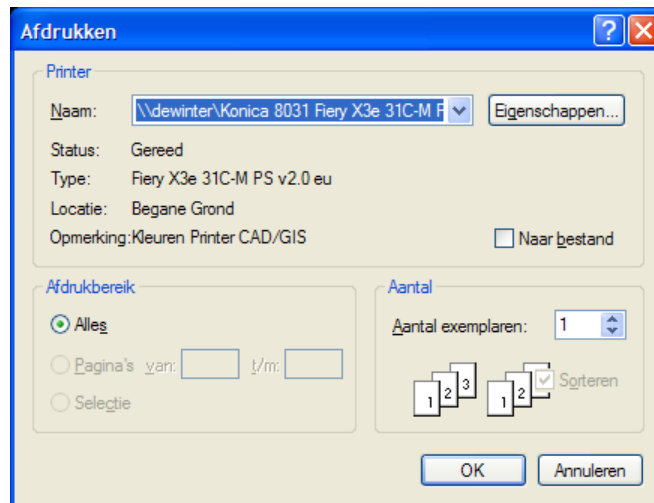 Afdrukken
Printer
Naam: \\dewinter\Konica 8031 Fiery X3e 31C-M F Eigenschappen...
Status: Gereed
Type: Fiery X3e 31C-M PS v2.0 eu
Locatie: Begane Grond
Opmerking:Kleuren Printer CAD/GIS Naar bestand
Afdrukbereik Aantal
Alles Aantal exemplaren: 1
Pagina's van: t/m:
1 2 3 1 2 Sorteren
Selectie
OK Annuleren